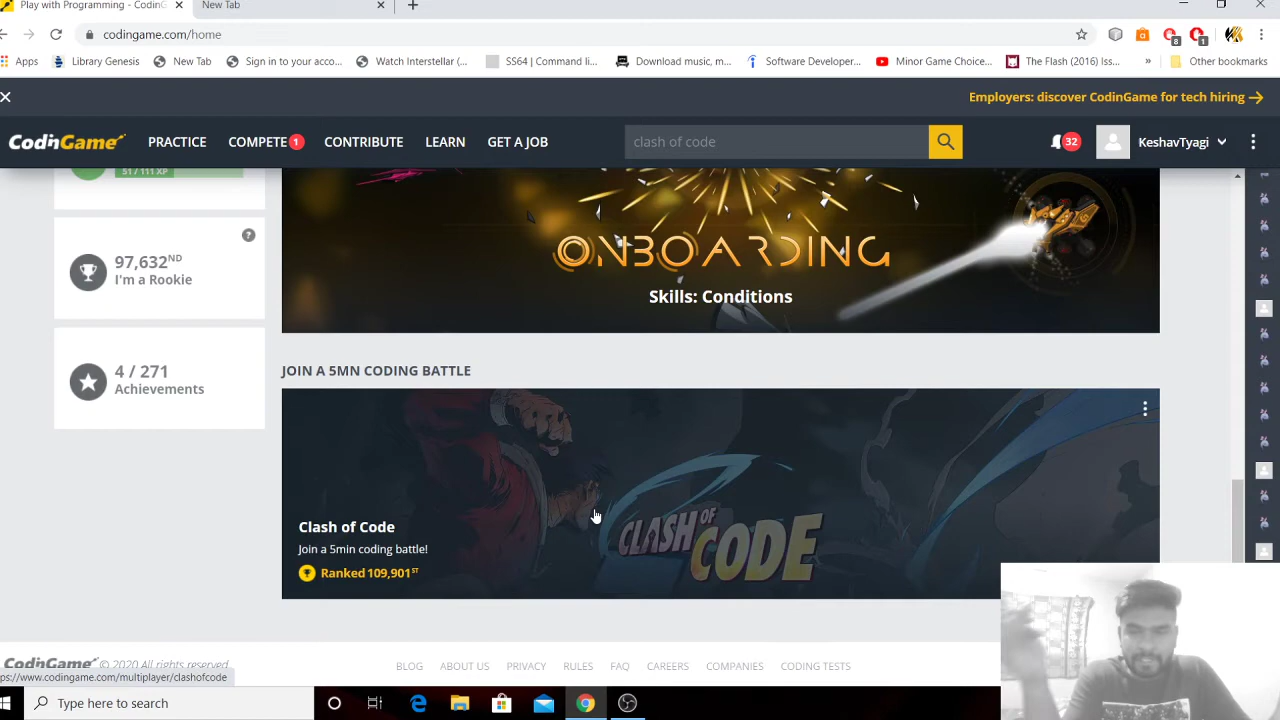 Play with Programming - CodinG
New Tab
codingame.com/home
8
1
Apps
Library Genesis
New Tab
Sign in to your acco...
Watch Interstellar (...
SS64 | Command li...
Download music, m...
Software Developer...
Minor Game Choice...
The Flash (2016) Iss...
»
Other bookmarks
Employers: discover CodinGame for tech hiring
CodinGame
PRACTICE
COMPETE 1
CONTRIBUTE
LEARN
GET A JOB
clash of code
32
KeshavTyagi
51 / 111 XP
ONBOARDING
Skills: Conditions
?
97,632ND
I'm a Rookie
4 / 271
Achievements
JOIN A 5MN CODING BATTLE
CLASH OF CODE
Clash of Code
Join a 5min coding battle!
Ranked 109,901ST
CodinGame © 2020 All rights reserved
BLOG
ABOUT US
PRIVACY
RULES
FAQ
CAREERS
COMPANIES
CODING TESTS
ps://www.codingame.com/multiplayer/clashofcode
Type here to search